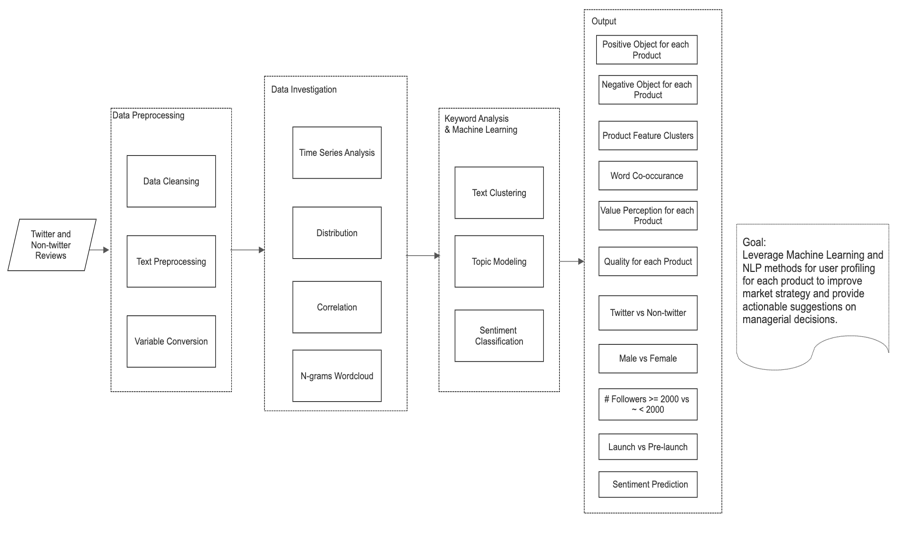 Twitter and
Non-twitter
Reviews
Data Preprocessing
Data Cleansing
Text Preprocessing
Variable Conversion
Data Investigation
Time Series Analysis
Distribution
Correlation
N-grams Wordcloud
Keyword Analysis
& Machine Learning
Text Clustering
Topic Modeling
Sentiment
Classification
Output
Positive Object for each
Product
Negative Object for each
Product
Product Feature Clusters
Word Co-occurance
Value Perception for each
Product
Quality for each Product
Twitter vs Non-twitter
Male vs Female
# Followers >= 2000 vs
~ < 2000
Launch vs Pre-launch
Sentiment Prediction
Goal:
Leverage Machine Learning and
NLP methods for user profiling
for each product to improve
market strategy and provide
actionable suggestions on
managerial decisions.